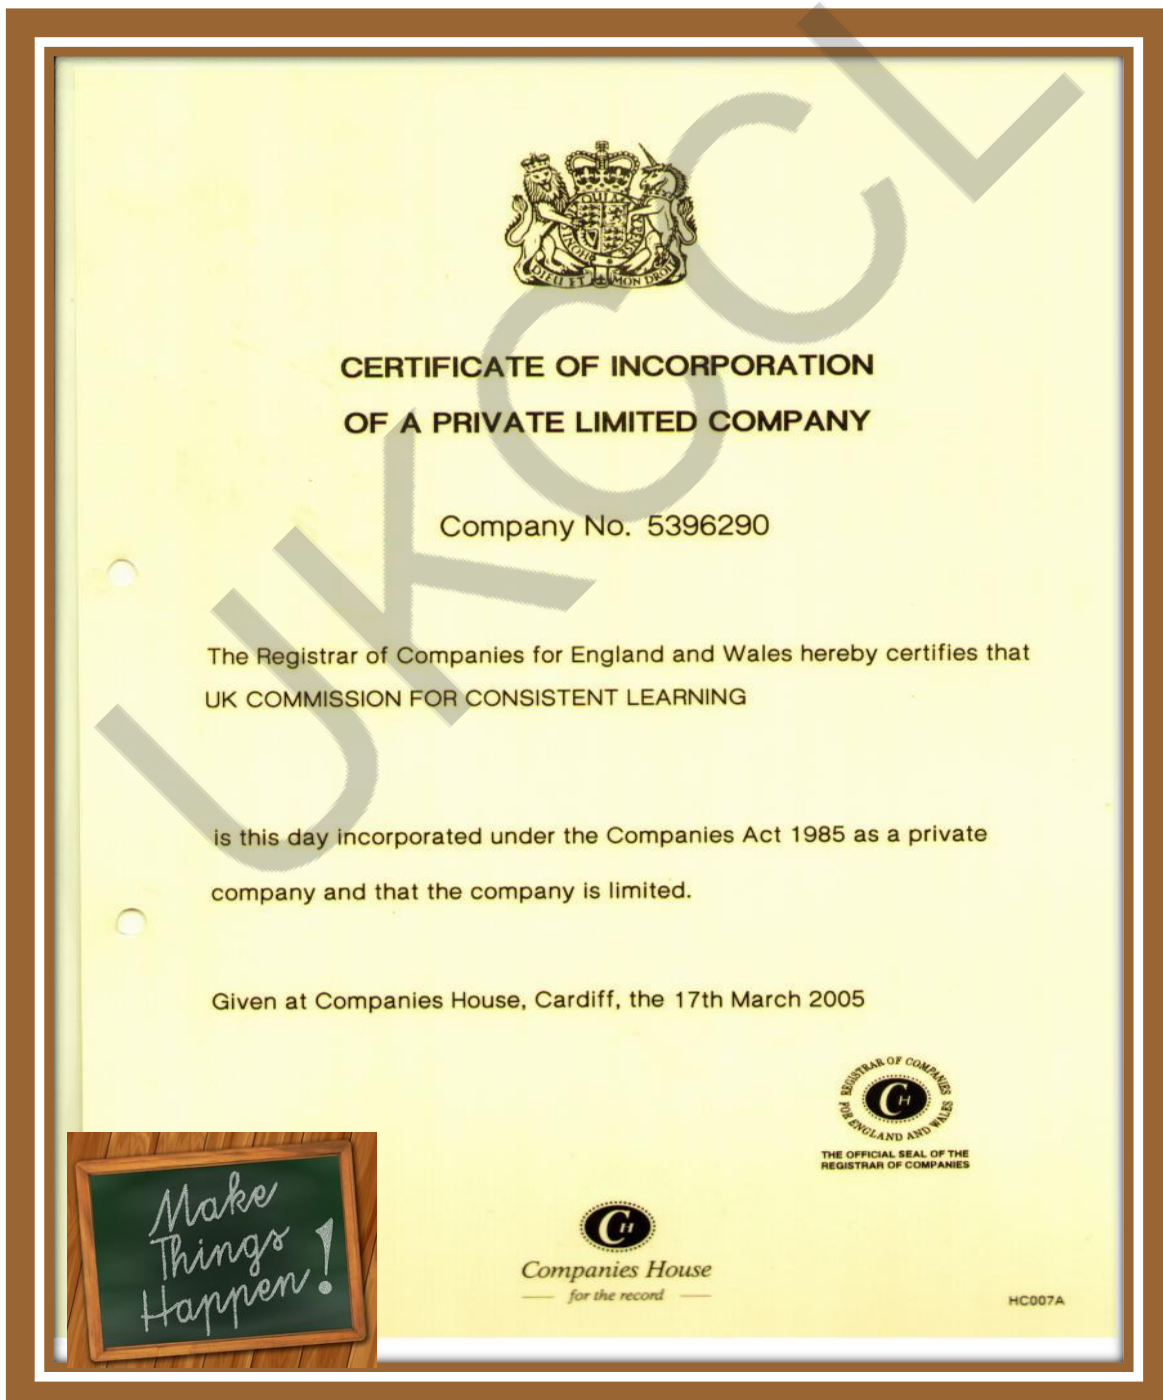 UKCCL
QUI
HONI
DIEU ET MON DROIT
CERTIFICATE OF INCORPORATION
OF A PRIVATE LIMITED COMPANY
Company No. 5396290
The Registrar of Companies for England and Wales hereby certifies that
UK COMMISSION FOR CONSISTENT LEARNING
is this day incorporated under the Companies Act 1985 as a private
company and that the company is limited.
Given at Companies House, Cardiff, the 17th March 2005
REGISTRAR OF COMPANIES
FOR ENGLAND AND WALES
CH
THE OFFICIAL SEAL OF THE
REGISTRAR OF COMPANIES
Make
Things
Happen!
CH
Companies House
for the record
HC007A